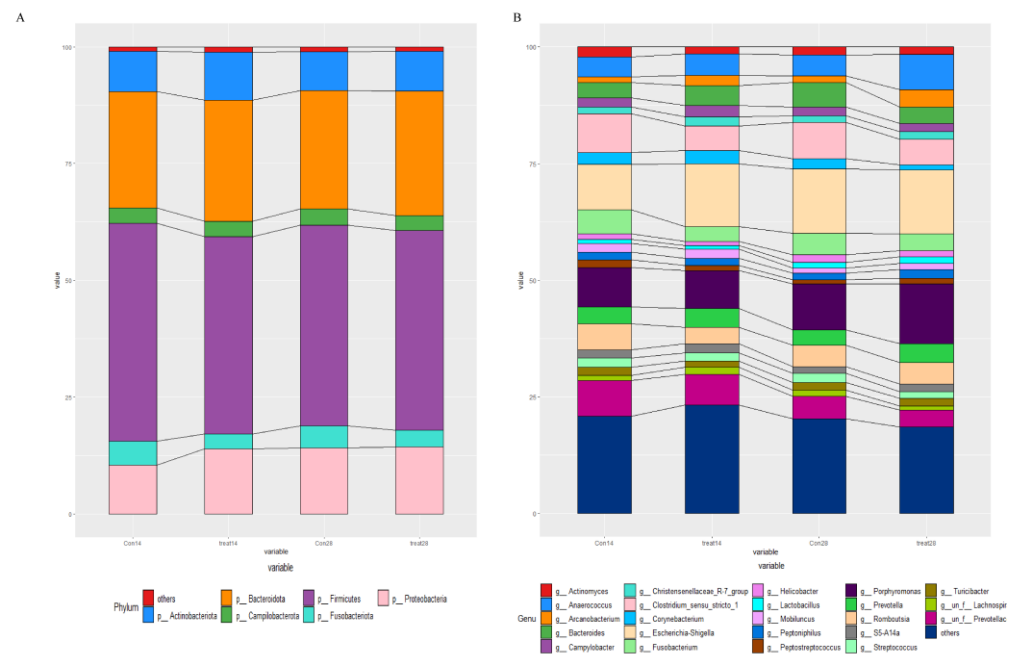 A
B
100
75
50
25
0
value
Con14
treat14
Con28
treat28
variable
variable
Phylum
others
p__Actinobacteriota
p__Bacteroidota
p__Campilobacterota
p__Firmicutes
p__Fusobacteriota
p__Proteobacteria
100
75
50
25
0
value
Con14
treat14
Con28
treat28
variable
variable
Genu
g__Actinomyces
g__Anaerococcus
g__Arcanobacterium
g__Bacteroides
g__Campylobacter
g__Christensenellaceae_R-7_group
g__Clostridium_sensu_stricto_1
g__Corynebacterium
g__Escherichia-Shigella
g__Fusobacterium
g__Helicobacter
g__Lactobacillus
g__Mobiluncus
g__Peptoniphilus
g__Peptostreptococcus
g__Porphyromonas
g__Prevotella
g__Romboutsia
g__S5-A14a
g__Streptococcus
g__Turicibacter
g__un_f__Lachnospir
g__un_f__Prevotellac
others